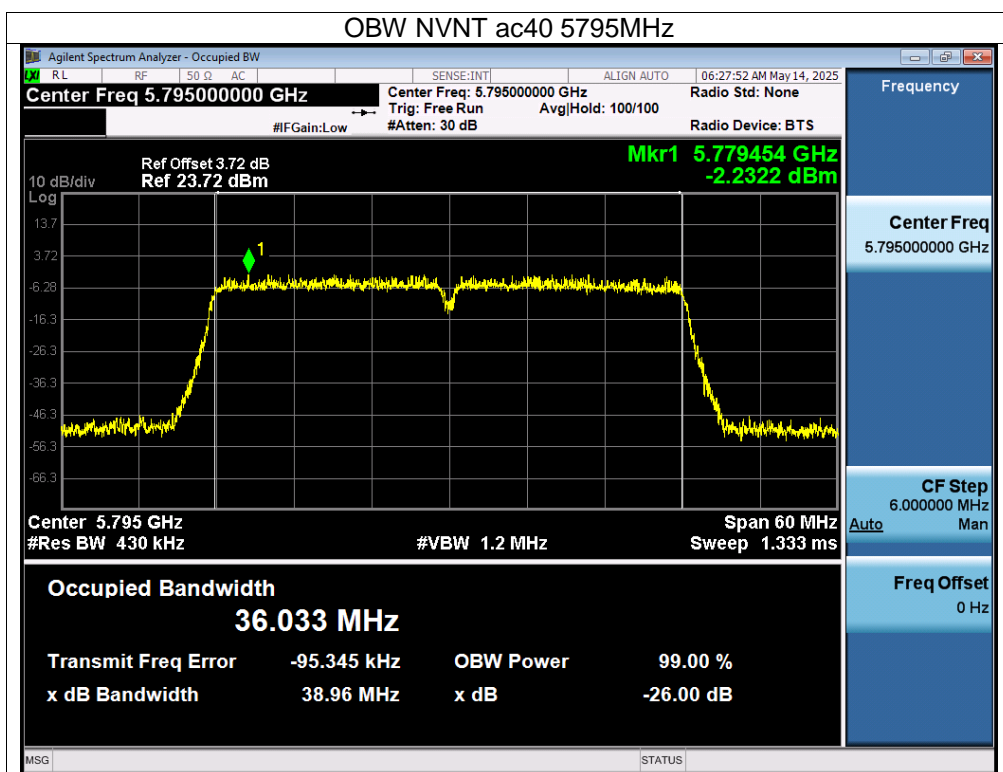 OBW NVNT ac40 5795MHz
Agilent Spectrum Analyzer - Occupied BW
LXI RL RF 50 Ω AC SENSE:INT ALIGN AUTO 06:27:52 AM May 14, 2025
Center Freq 5.795000000 GHz Center Freq: 5.795000000 GHz Radio Std: None
Trig: Free Run Avg|Hold: 100/100
#IFGain:Low #Atten: 30 dB Radio Device: BTS
Mkr1 5.779454 GHz
-2.2322 dBm
Ref Offset 3.72 dB
10 dB/div Ref 23.72 dBm
Log
13.7
3.72
-6.28
-16.3
-26.3
-36.3
-46.3
-56.3
-66.3
1
Center 5.795 GHz Span 60 MHz
#Res BW 430 kHz #VBW 1.2 MHz Sweep 1.333 ms
Occupied Bandwidth
36.033 MHz
Transmit Freq Error -95.345 kHz OBW Power 99.00 %
x dB Bandwidth 38.96 MHz x dB -26.00 dB
MSG STATUS
Frequency
Center Freq
5.795000000 GHz
CF Step
6.000000 MHz
Auto Man
Freq Offset
0 Hz